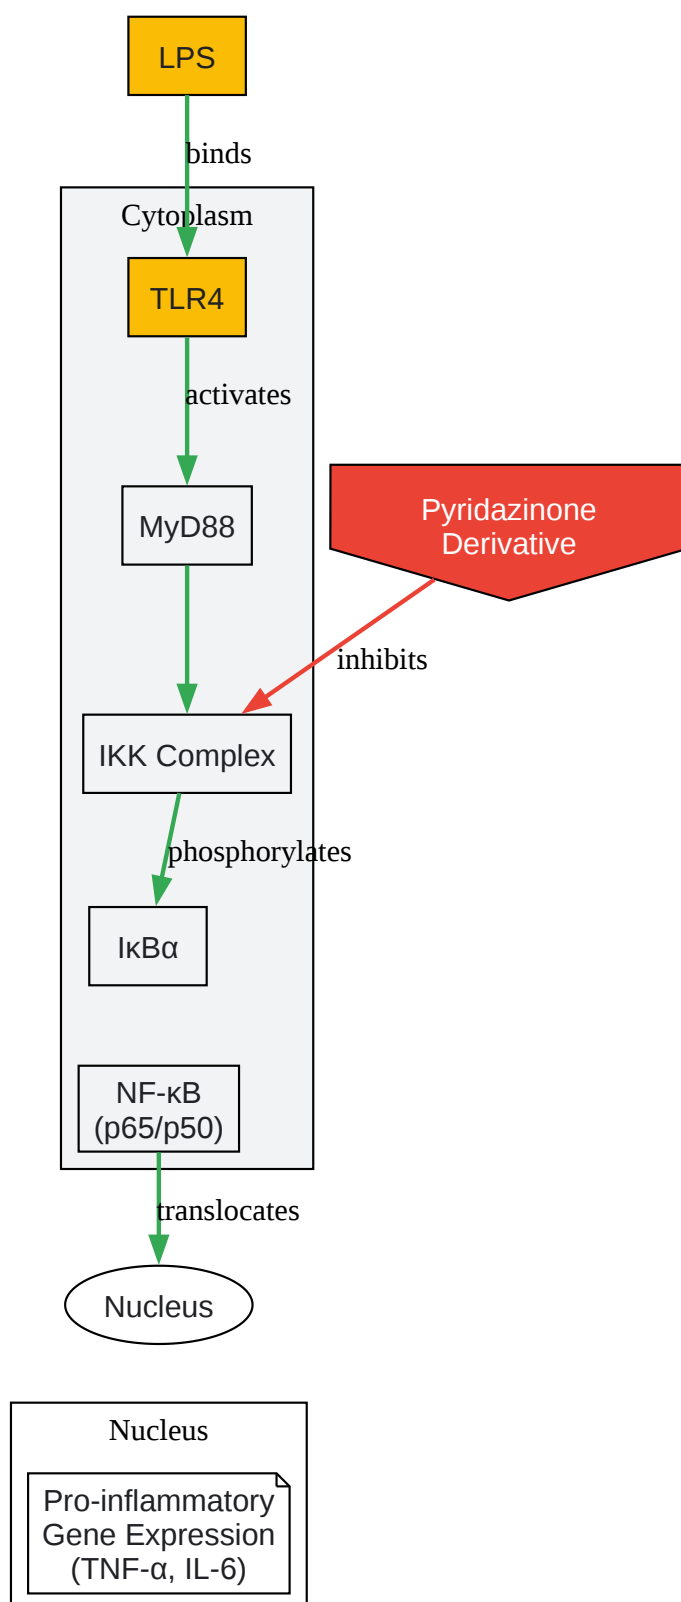 LPS
binds
Cytoplasm
TLR4
activates
MyD88
Pyridazinone
Derivative
inhibits
IKK Complex
phosphorylates
IκBα
NF-κB
(p65/p50)
translocates
Nucleus
Nucleus
Pro-inflammatory
Gene Expression
(TNF-α, IL-6)